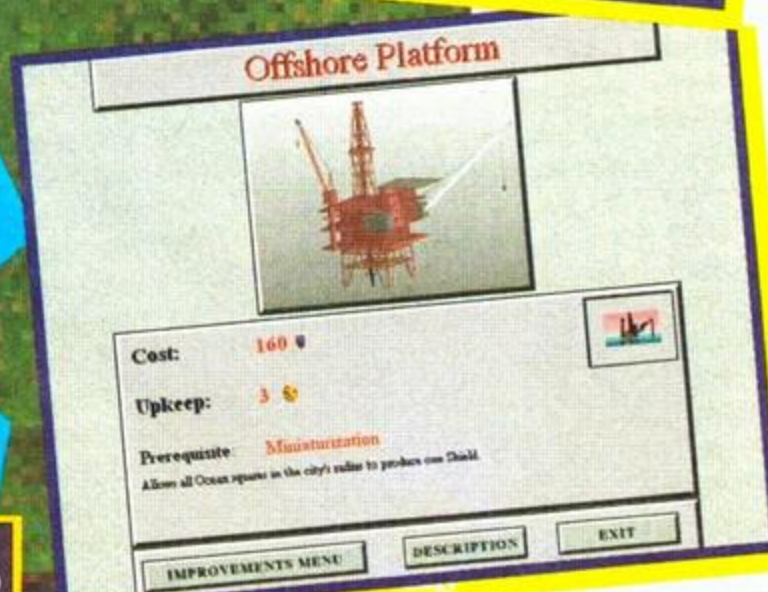 Offshore Platform
Cost: 160
Upkeep: 3
Prerequisite: Miniaturization
Allows all Ocean squares in the city's radius to produce one Shield.
IMPROVEMENTS MENU
DESCRIPTION
EXIT